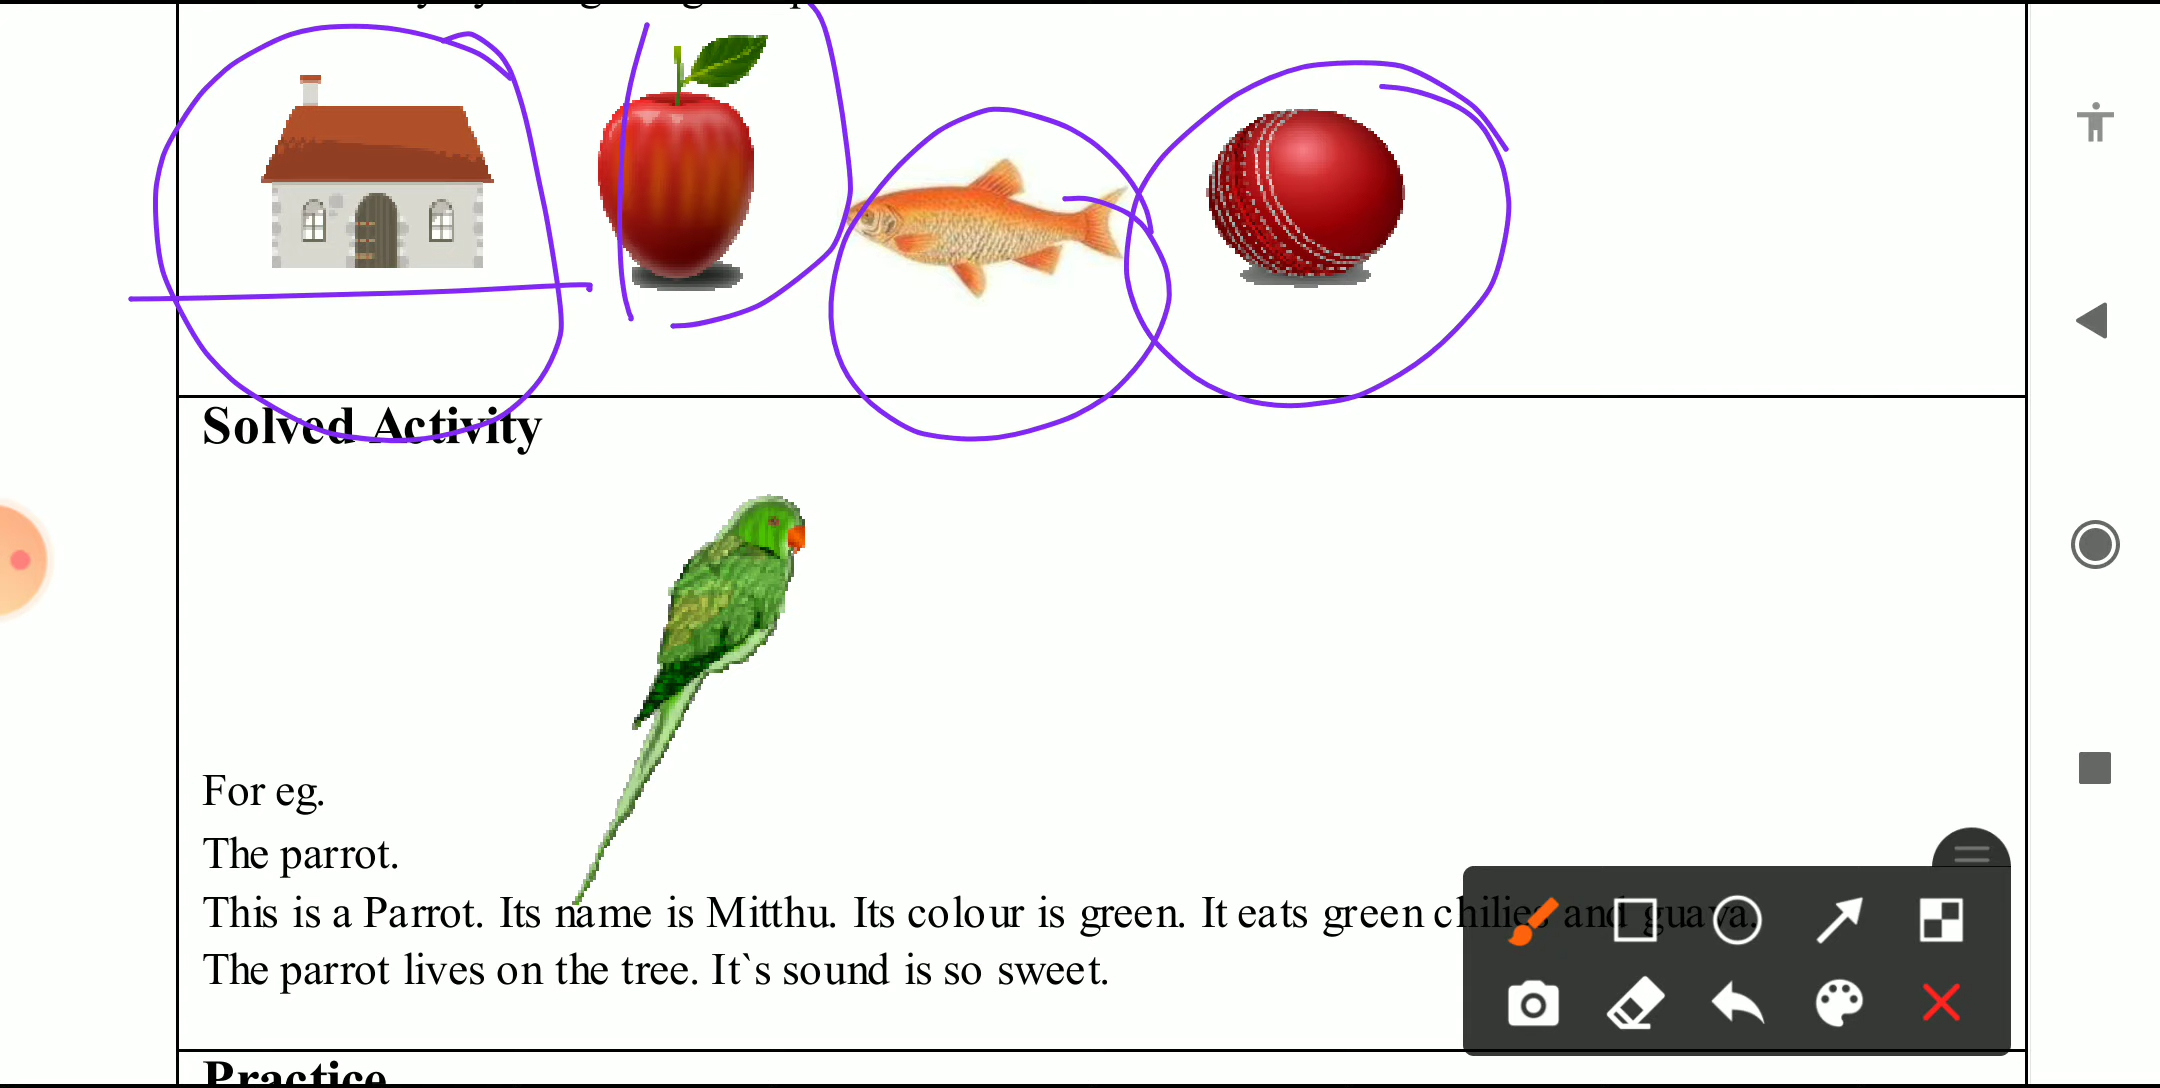 Solved Activity
For eg.
The parrot.
This is a Parrot. Its name is Mitthu. Its colour is green. It eats green chilies and guava.
The parrot lives on the tree. It`s sound is so sweet.
Practice